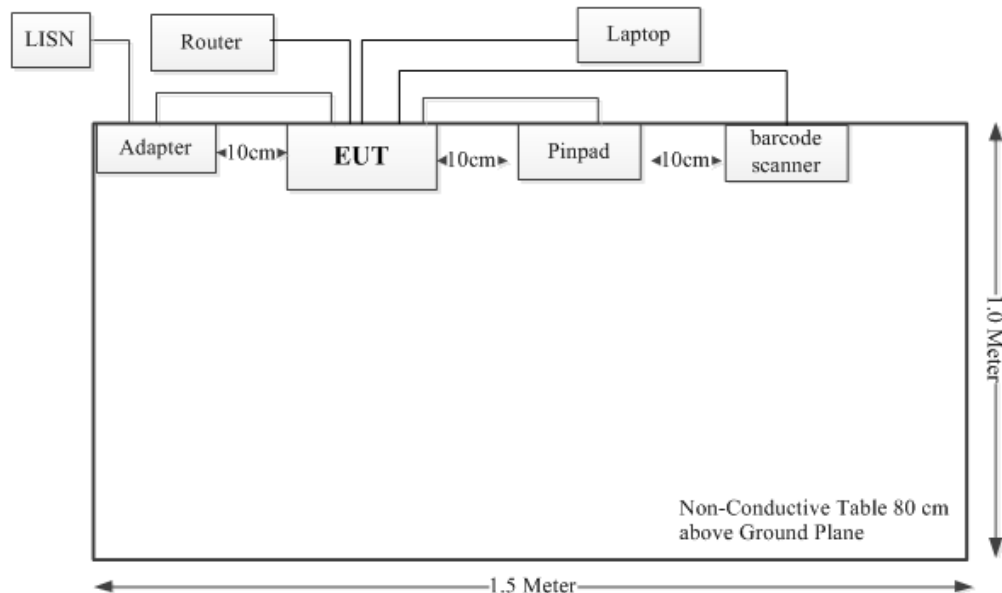 LISN
Router
Laptop
Adapter
10cm
EUT
10cm
Pinpad
10cm
barcode
scanner
1.0 Meter
Non-Conductive Table 80 cm
above Ground Plane
1.5 Meter